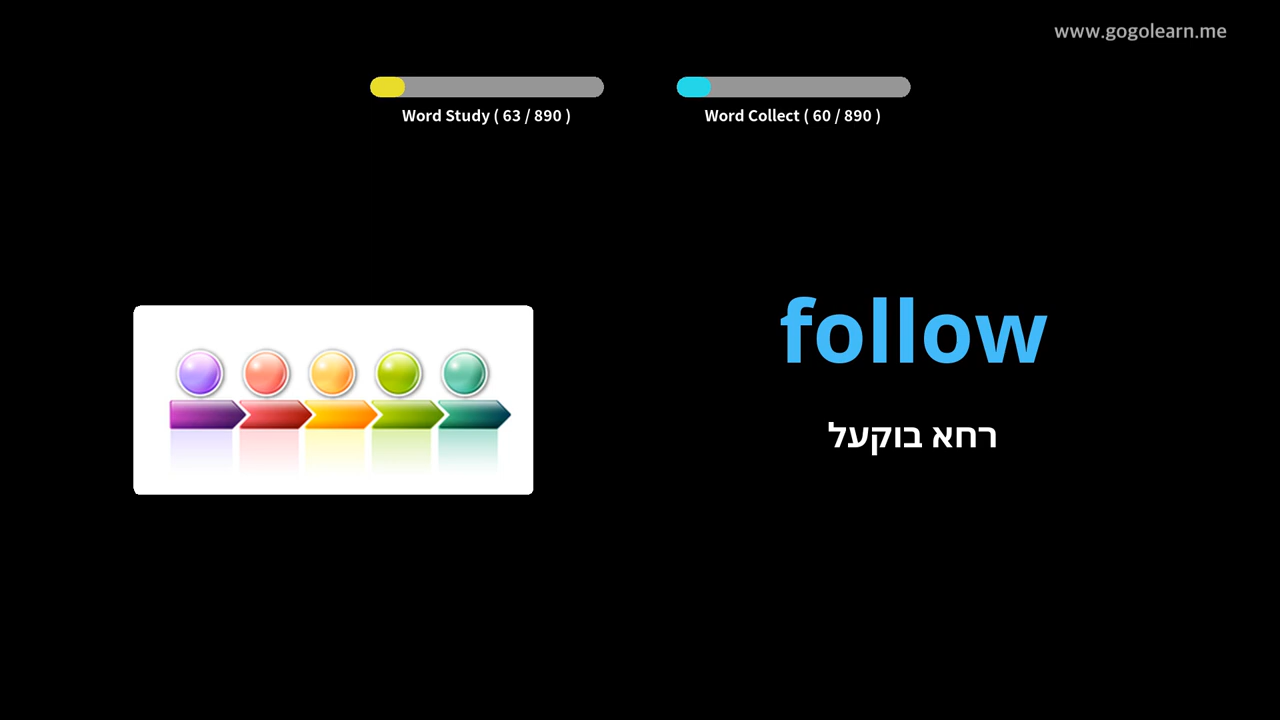 www.gogolearn.me
Word Study ( 63 / 890 )
Word Collect ( 60 / 890 )
follow
רחא בוקעל